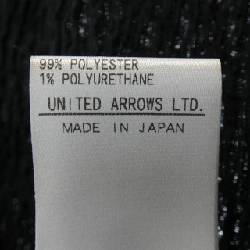 99% POLYESTER
1% POLYURETHANE
UNITED ARROWS LTD.
MADE IN JAPAN